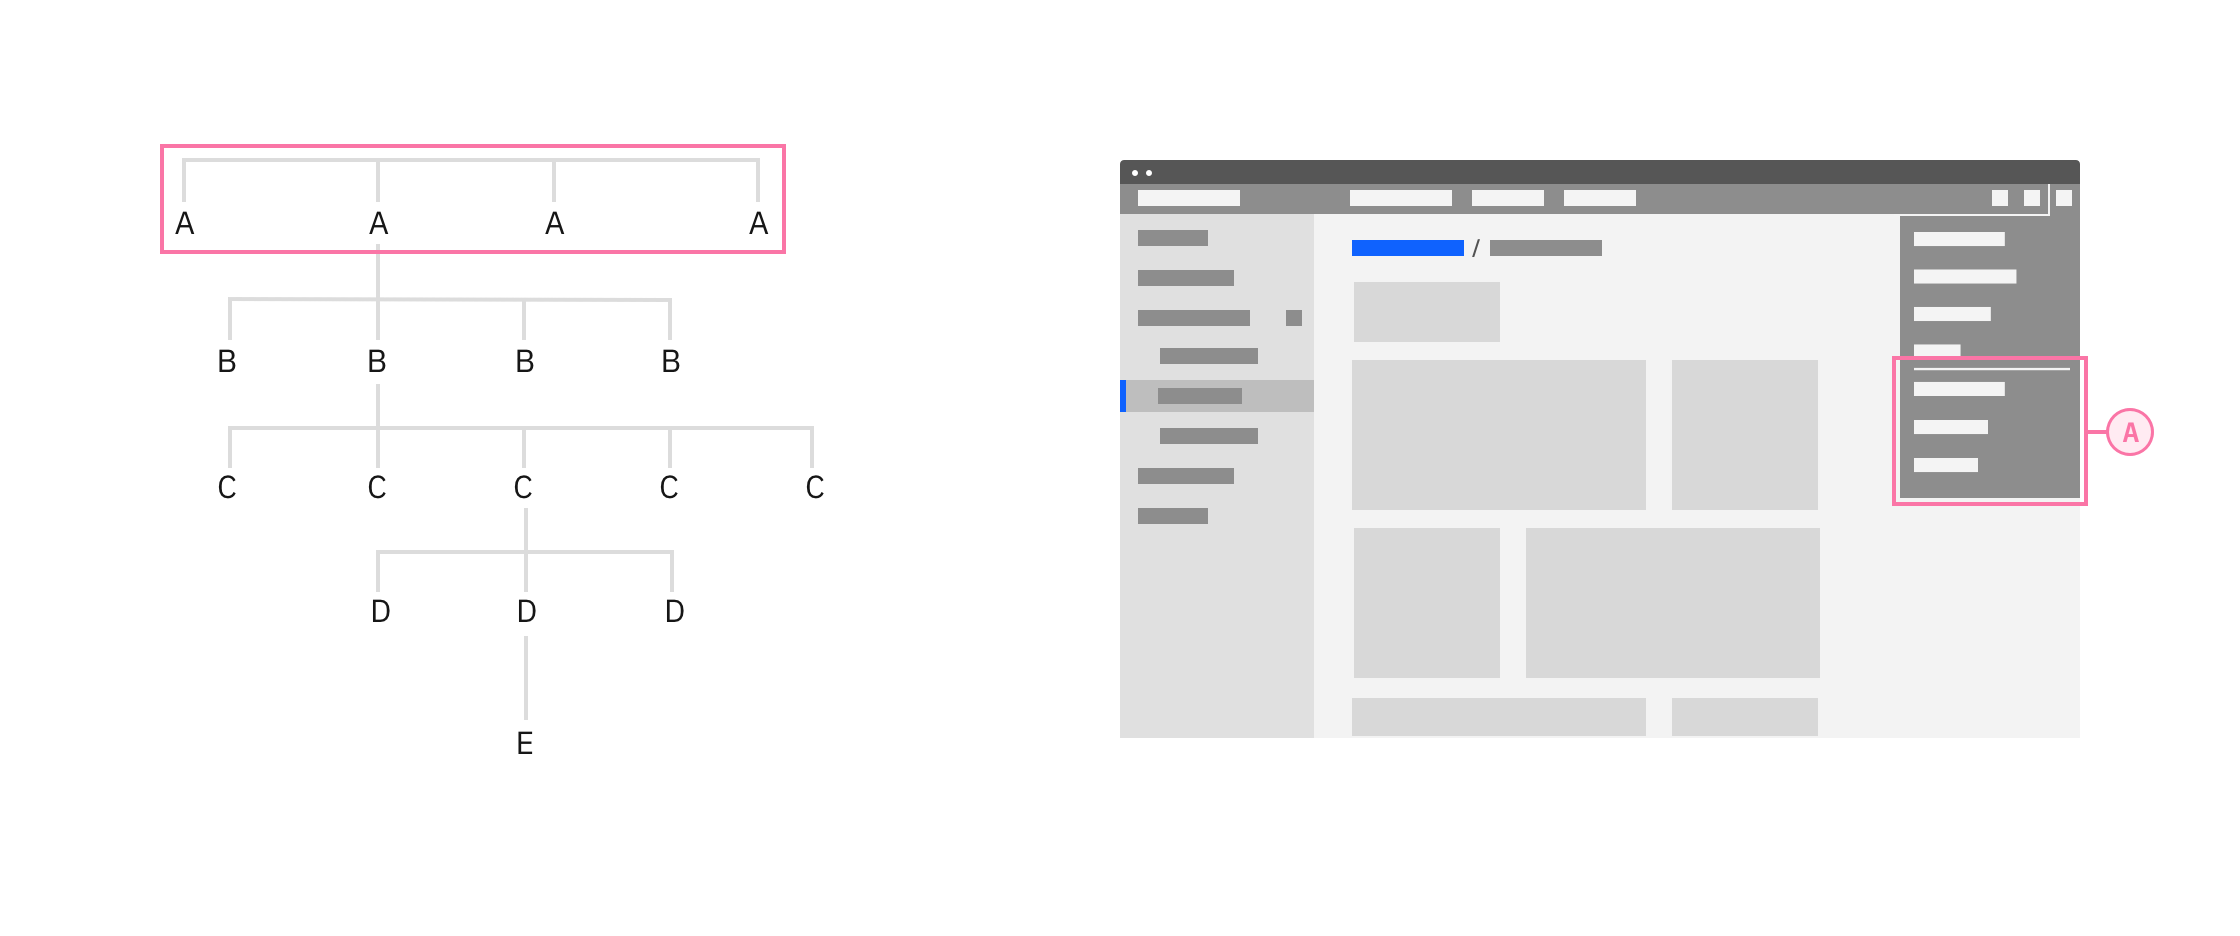 A A A A
B B B B
C C C C C
D D D
E
/
A